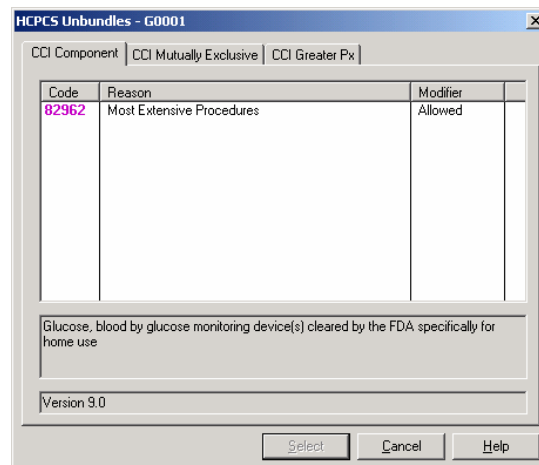 HCPCS Unbundles - G0001
CCI Component CCI Mutually Exclusive CCI Greater Px
Code Reason Modifier
82962 Most Extensive Procedures Allowed
Glucose, blood by glucose monitoring device(s) cleared by the FDA specifically for
home use
Version 9.0
Select Cancel Help